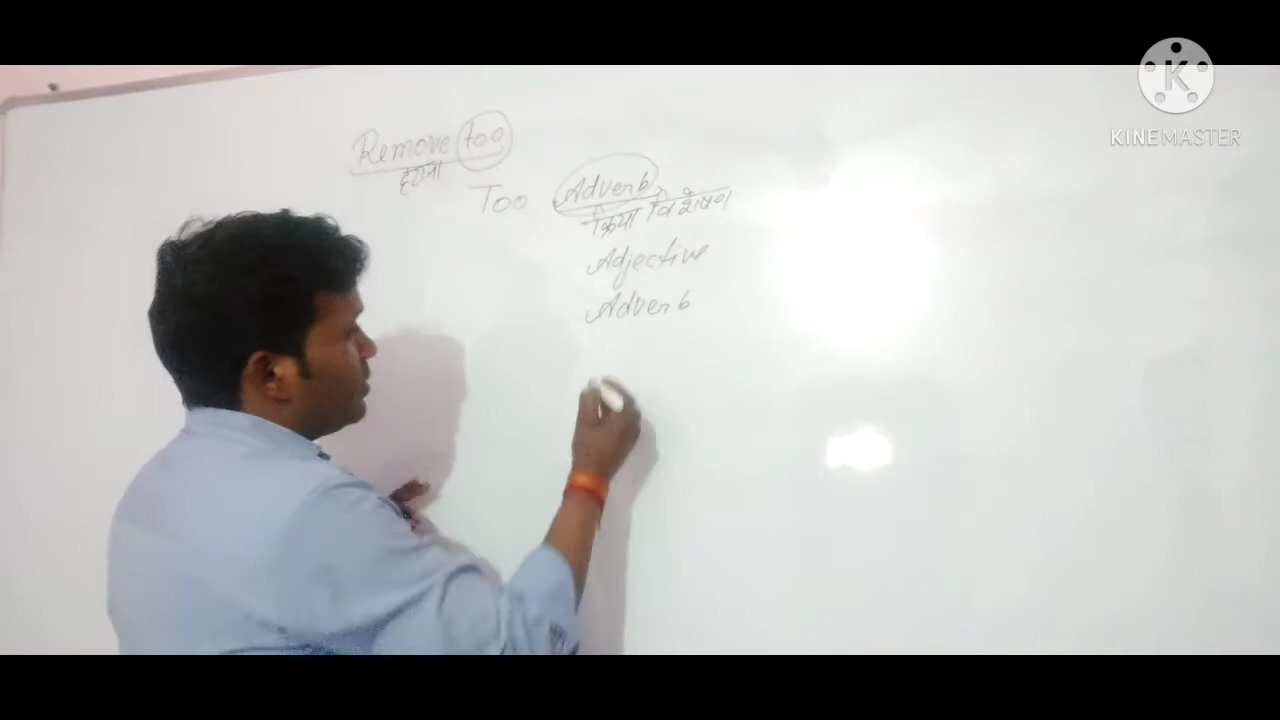 Remove too
हटाना
Too Adverb
क्रिया विशेषण
Adjective
Adverb
K
KINEMASTER